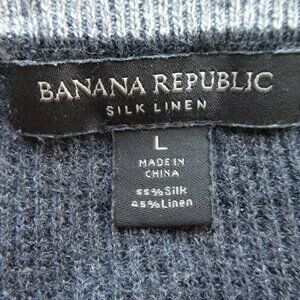 BANANA REPUBLIC
SILK LINEN
L
MADE IN
CHINA
55%Silk
45%Linen